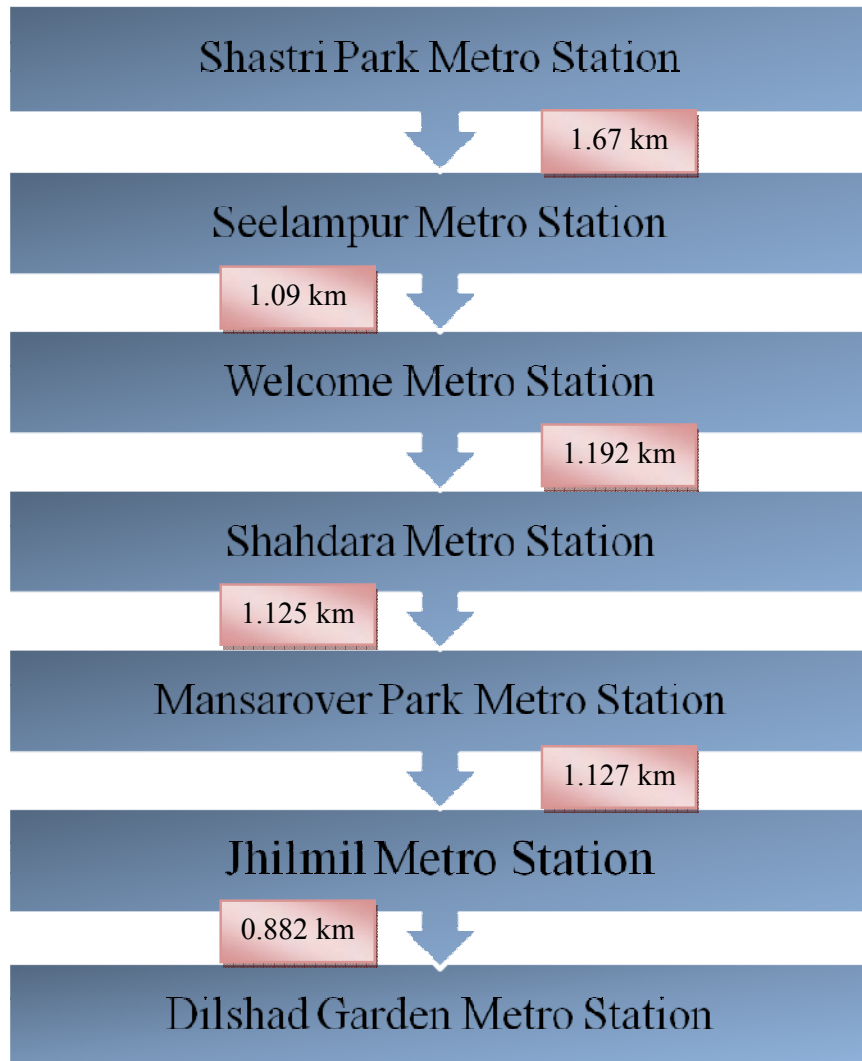 Shastri Park Metro Station
1.67 km
Seelampur Metro Station
1.09 km
Welcome Metro Station
1.192 km
Shahdara Metro Station
1.125 km
Mansarover Park Metro Station
1.127 km
Jhilmil Metro Station
0.882 km
Dilshad Garden Metro Station